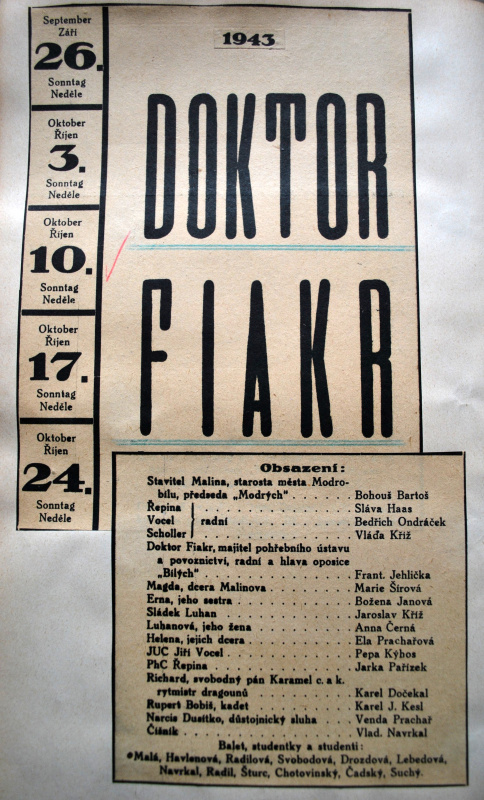 September
Září
26.
Sonntag
Neděle
Oktober
Říjen
3.
Sonntag
Neděle
Oktober
Říjen
10.
Sonntag
Neděle
Oktober
Říjen
17.
Sonntag
Neděle
Oktober
Říjen
24.
Sonntag
Neděle
1943
DOKTOR
FIAKR
Obsazení:
Stavitel Malina, starosta města Modro-
bílu, předseda „Modrých" . . . . . . . . Bohouš Bartoš
Řepina . . . . . . . . Sláva Haas
Vocel } radní . . . . . . . . Bedřich Ondráček
Scholler . . . . . . . . Vláďa Kříž
Doktor Fiakr, majitel pohřebního ústavu
a povoznictví, radní a hlava oposice
„Bílých" . . . . . . . . Frant. Jehlička
Magda, dcera Malinova . . . . . . . . Marie Šírová
Erna, jeho sestra . . . . . . . . Božena Janová
Sládek Luhan . . . . . . . . Jaroslav Kříž
Luhanová, jeho žena . . . . . . . . Anna Černá
Helena, jejich dcera . . . . . . . . Ela Prachařová
JUC Jiří Vocel . . . . . . . . Pepa Kýbos
PhC Řepina . . . . . . . . Jarka Pařízek
Richard, svobodný pán Karamel c. a k.
rytmistr dragounů . . . . . . . . Karel Dočekal
Rupert Bobiš, kadet . . . . . . . . Karel J. Kesl
Narcis Dusítko, důstojnický sluha . . . Venda Prachař
Číšník . . . . . . . . Vlad. Navrkal
Balet, studentky a studenti:
Malá, Havlenová, Radilová, Svobodová, Drozdová, Lebedová,
Navrkal, Radil, Šturc, Chotovinský, Čadský, Suchý.